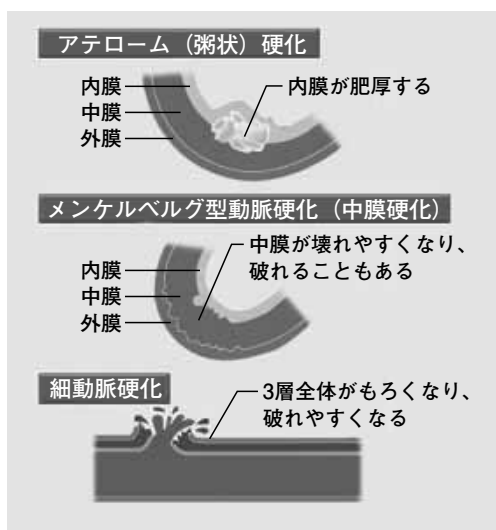 アテローム（粥状）硬化
内膜
中膜
外膜
内膜が肥厚する
メンケルベルグ型動脈硬化（中膜硬化）
中膜が壊れやすくなり、
破れることもある
内膜
中膜
外膜
細動脈硬化
3層全体がもろくなり、
破れやすくなる